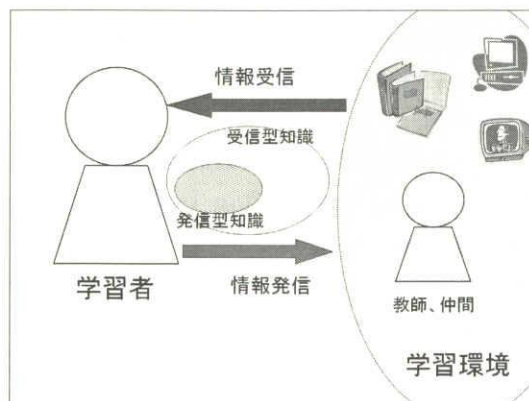 情報受信
受信型知識
発信型知識
情報発信
学習者
教師、仲間
学習環境